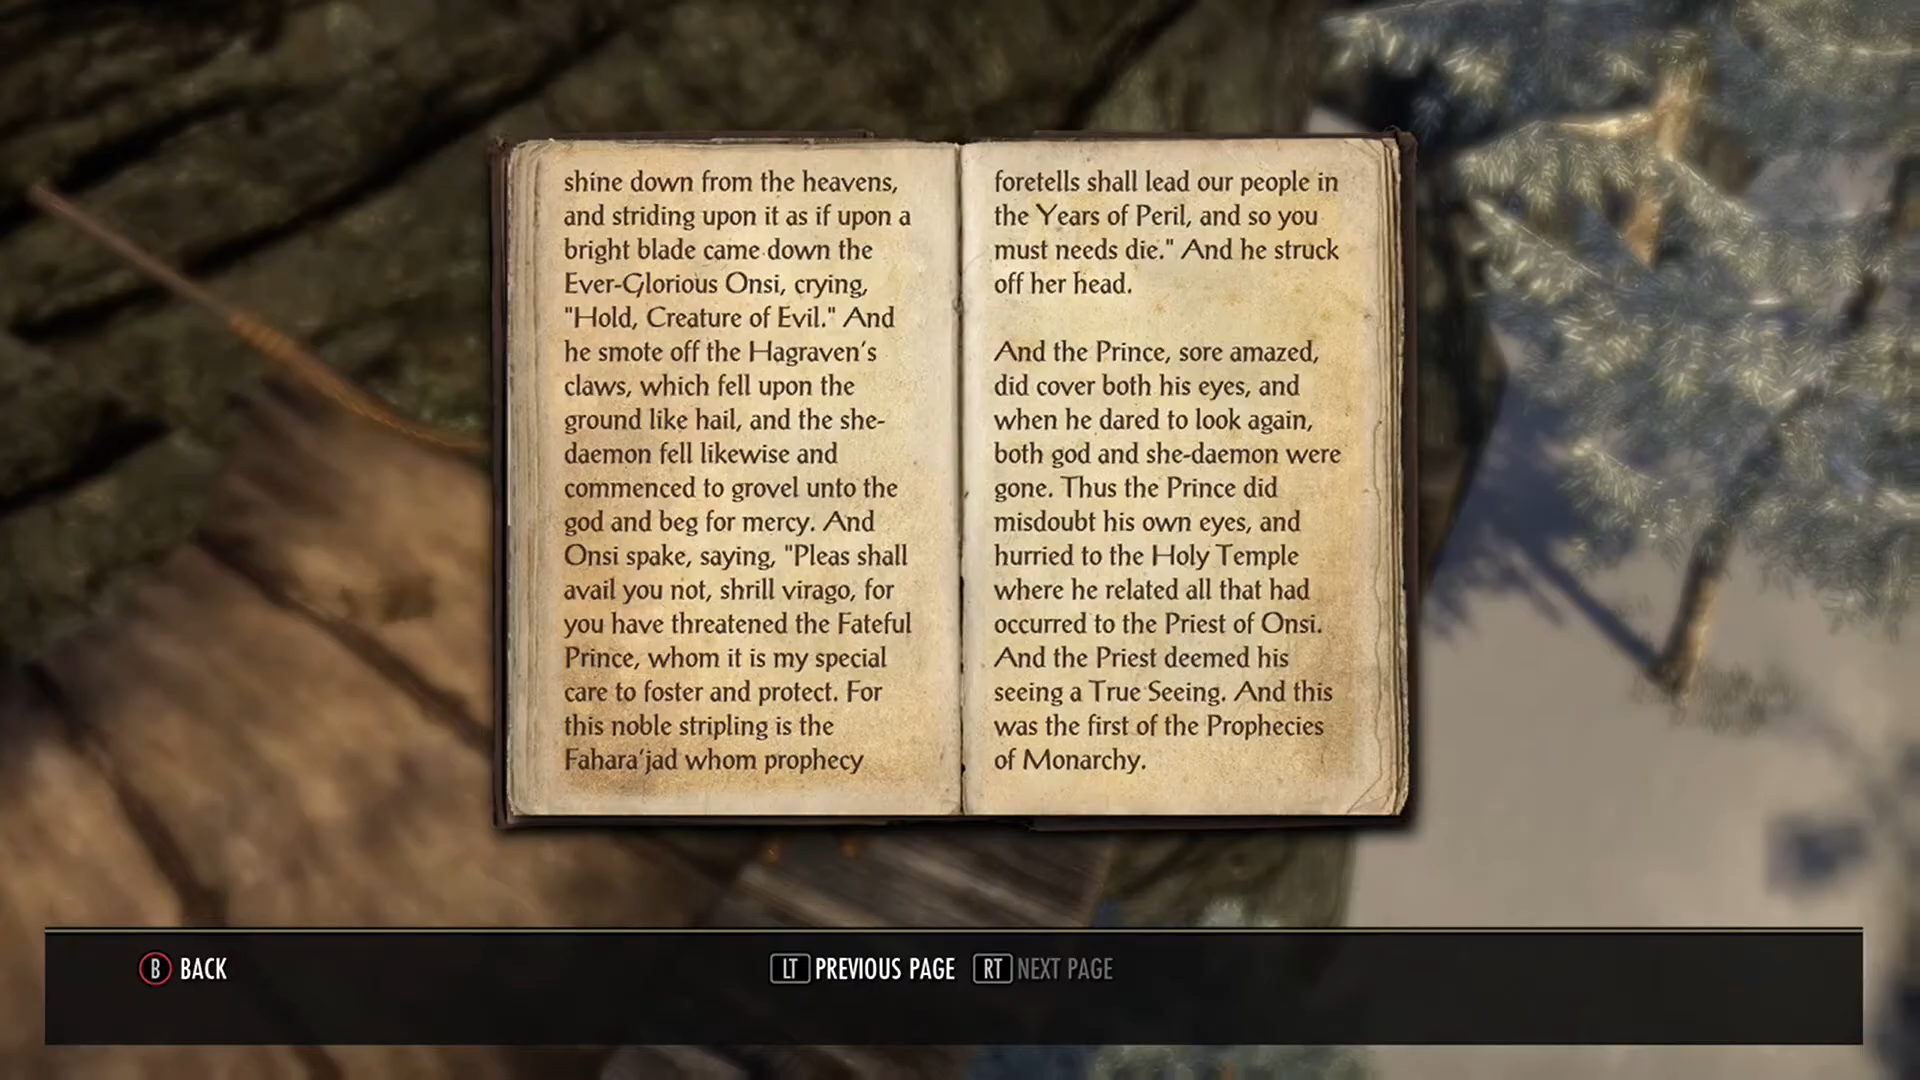 shine down from the heavens,
and striding upon it as if upon a
bright blade came down the
Ever-Glorious Onsi, crying,
"Hold, Creature of Evil." And
he smote off the Hagraven's
claws, which fell upon the
ground like hail, and the she-
daemon fell likewise and
commenced to grovel unto the
god and beg for mercy. And
Onsi spake, saying, "Pleas shall
avail you not, shrill virago, for
you have threatened the Fateful
Prince, whom it is my special
care to foster and protect. For
this noble stripling is the
Fahara'jad whom prophecy
foretells shall lead our people in
the Years of Peril, and so you
must needs die." And he struck
off her head.
And the Prince, sore amazed,
did cover both his eyes, and
when he dared to look again,
both god and she-daemon were
gone. Thus the Prince did
misdoubt his own eyes, and
hurried to the Holy Temple
where he related all that had
occurred to the Priest of Onsi.
And the Priest deemed his
seeing a True Seeing. And this
was the first of the Prophecies
of Monarchy.
B BACK
LT PREVIOUS PAGE RT NEXT PAGE